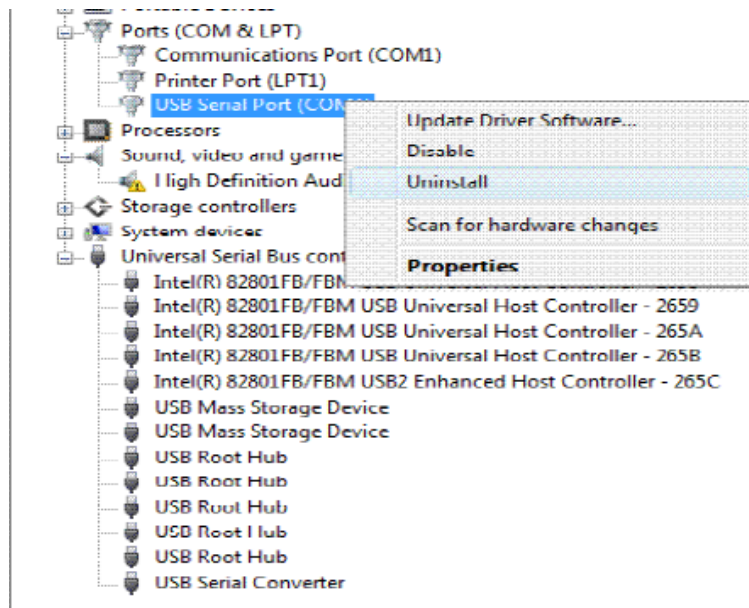 Ports (COM & LPT)
Communications Port (COM1)
Printer Port (LPT1)
USB Serial Port
Update Driver Software...
Processors
Disable
Sound, video and game
High Definition Aud
Uninstall
Storage controllers
Scan for hardware changes
System devices
Universal Serial Bus cont
Properties
Intel(R) 82801FB/FBM
Intel(R) 82801FB/FBM USB Universal Host Controller - 2659
Intel(R) 82801FB/FBM USB Universal Host Controller - 265A
Intel(R) 82801FB/FBM USB Universal Host Controller - 265B
Intel(R) 82801FB/FBM USB2 Enhanced Host Controller - 265C
USB Mass Storage Device
USB Mass Storage Device
USB Root Hub
USB Root Hub
USB Root Hub
USB Root Hub
USB Root Hub
USB Serial Converter